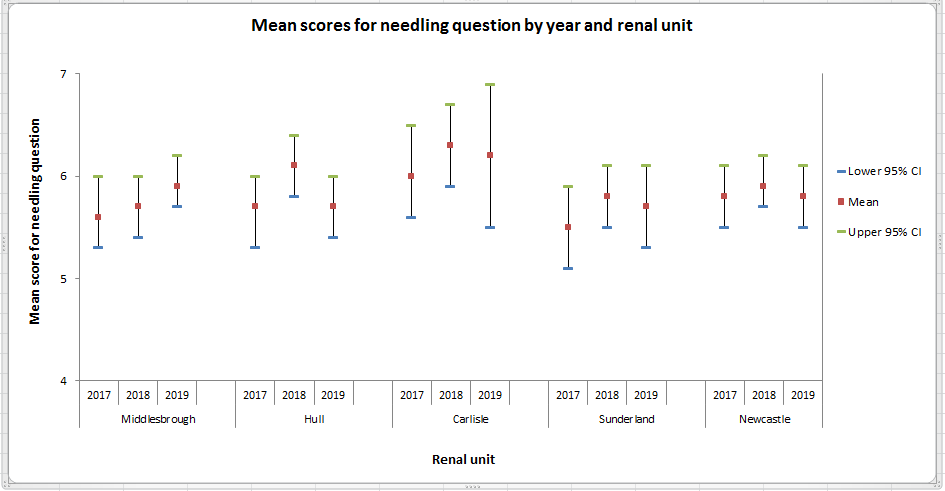 Mean scores for needling question by year and renal unit
Mean score for needling question
7
6
5
4
2017 2018 2019 2017 2018 2019 2017 2018 2019 2017 2018 2019 2017 2018 2019
Middlesbrough Hull Carlisle Sunderland Newcastle
Renal unit
Lower 95% CI
Mean
Upper 95% CI